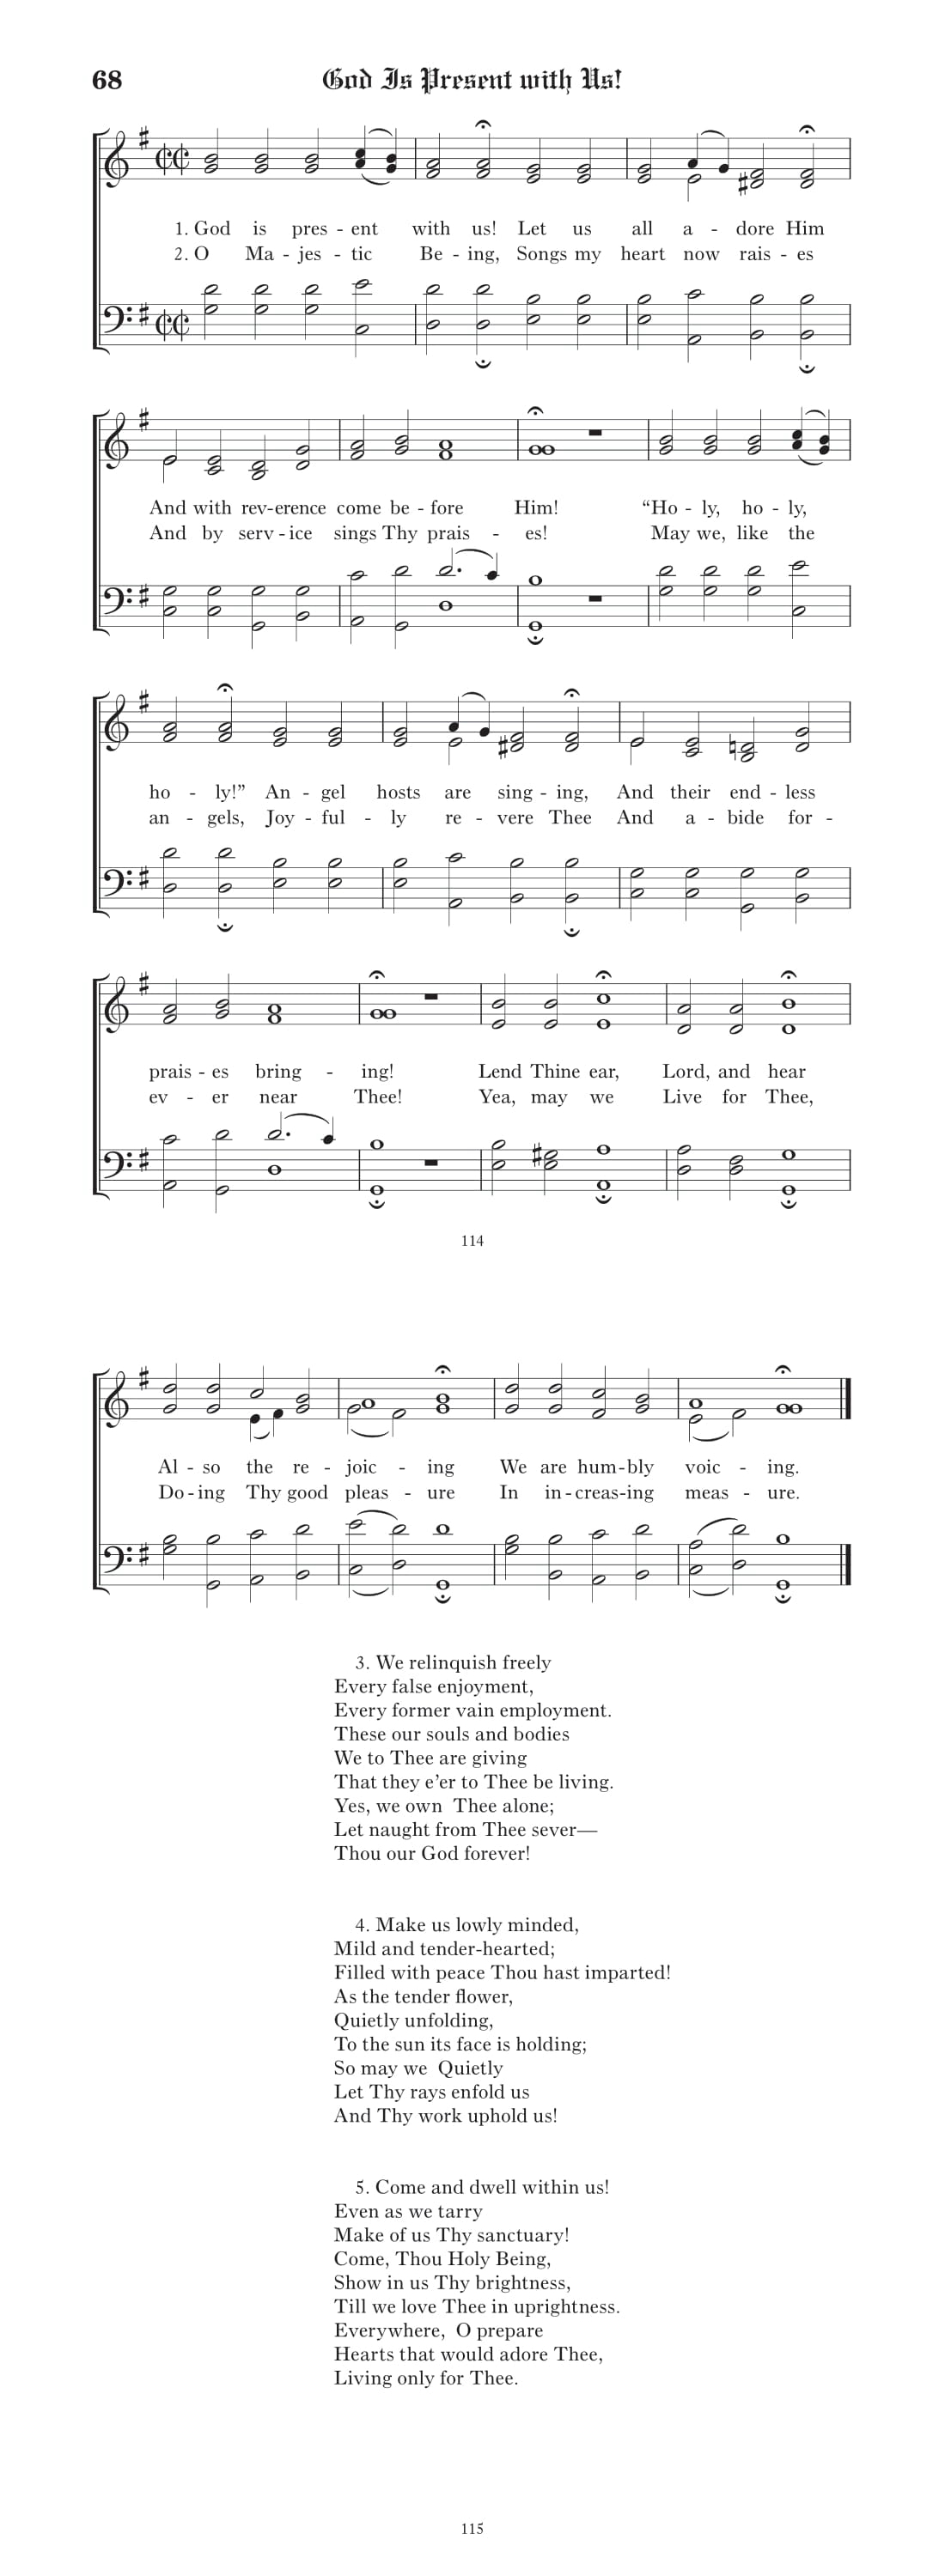 68 God Is Present with Us!
1. God is pres - ent with us! Let us all a - dore Him
2. O Ma - jes - tic Be - ing, Songs my heart now rais - es
And with rev-erence come be - fore Him! “Ho - ly, ho - ly,
And by serv - ice sings Thy prais - es! May we, like the
ho - ly!” An - gel hosts are sing - ing, And their end - less
an - gels, Joy - ful - ly re - vere Thee And a - bide for -
prais - es bring - ing! Lend Thine ear, Lord, and hear
ev - er near Thee! Yea, may we Live for Thee,
114
Al - so the re - joic - ing We are hum-bly voic - ing.
Do - ing Thy good pleas - ure In in - creas-ing meas - ure.
3. We relinquish freely
Every false enjoyment,
Every former vain employment.
These our souls and bodies
We to Thee are giving
That they e’er to Thee be living.
Yes, we own Thee alone;
Let naught from Thee sever—
Thou our God forever!
4. Make us lowly minded,
Mild and tender-hearted;
Filled with peace Thou hast imparted!
As the tender flower,
Quietly unfolding,
To the sun its face is holding;
So may we Quietly
Let Thy rays enfold us
And Thy work uphold us!
5. Come and dwell within us!
Even as we tarry
Make of us Thy sanctuary!
Come, Thou Holy Being,
Show in us Thy brightness,
Till we love Thee in uprightness.
Everywhere, O prepare
Hearts that would adore Thee,
Living only for Thee.
115